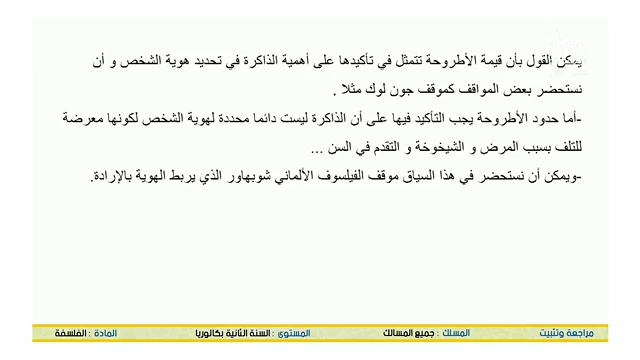 يمكن القول بأن قيمة الأطروحة تتمثل في تأكيدها على أهمية الذاكرة في تحديد هوية الشخص و أن
نستحضر بعض المواقف كموقف جون لوك مثلا .
-أما حدود الأطروحة يجب التأكيد فيها على أن الذاكرة ليست دائما محددة لهوية الشخص لكونها معرضة
للتلف بسبب المرض و الشيخوخة و التقدم في السن ...
-ويمكن أن نستحضر في هذا السياق موقف الفيلسوف الألماني شوبهاور الذي يربط الهوية بالإرادة.
مراجعة وتثبيت المسلك : جميع المسالك المستوى : السنة الثانية بكالوريا المادة : الفلسفة